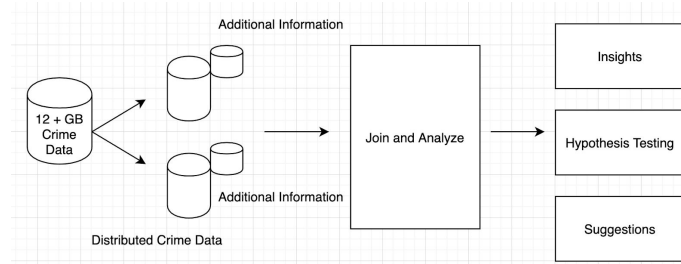 Additional Information
12 + GB
Crime
Data
Additional Information
Distributed Crime Data
Join and Analyze
Insights
Hypothesis Testing
Suggestions